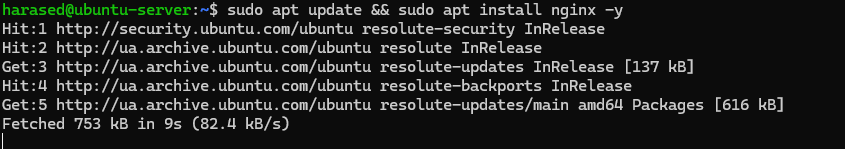 harased@ubuntu-server:~$ sudo apt update && sudo apt install nginx -y
Hit:1 http://security.ubuntu.com/ubuntu resolute-security InRelease
Hit:2 http://ua.archive.ubuntu.com/ubuntu resolute InRelease
Get:3 http://ua.archive.ubuntu.com/ubuntu resolute-updates InRelease [137 kB]
Hit:4 http://ua.archive.ubuntu.com/ubuntu resolute-backports InRelease
Get:5 http://ua.archive.ubuntu.com/ubuntu resolute-updates/main amd64 Packages [616 kB]
Fetched 753 kB in 9s (82.4 kB/s)